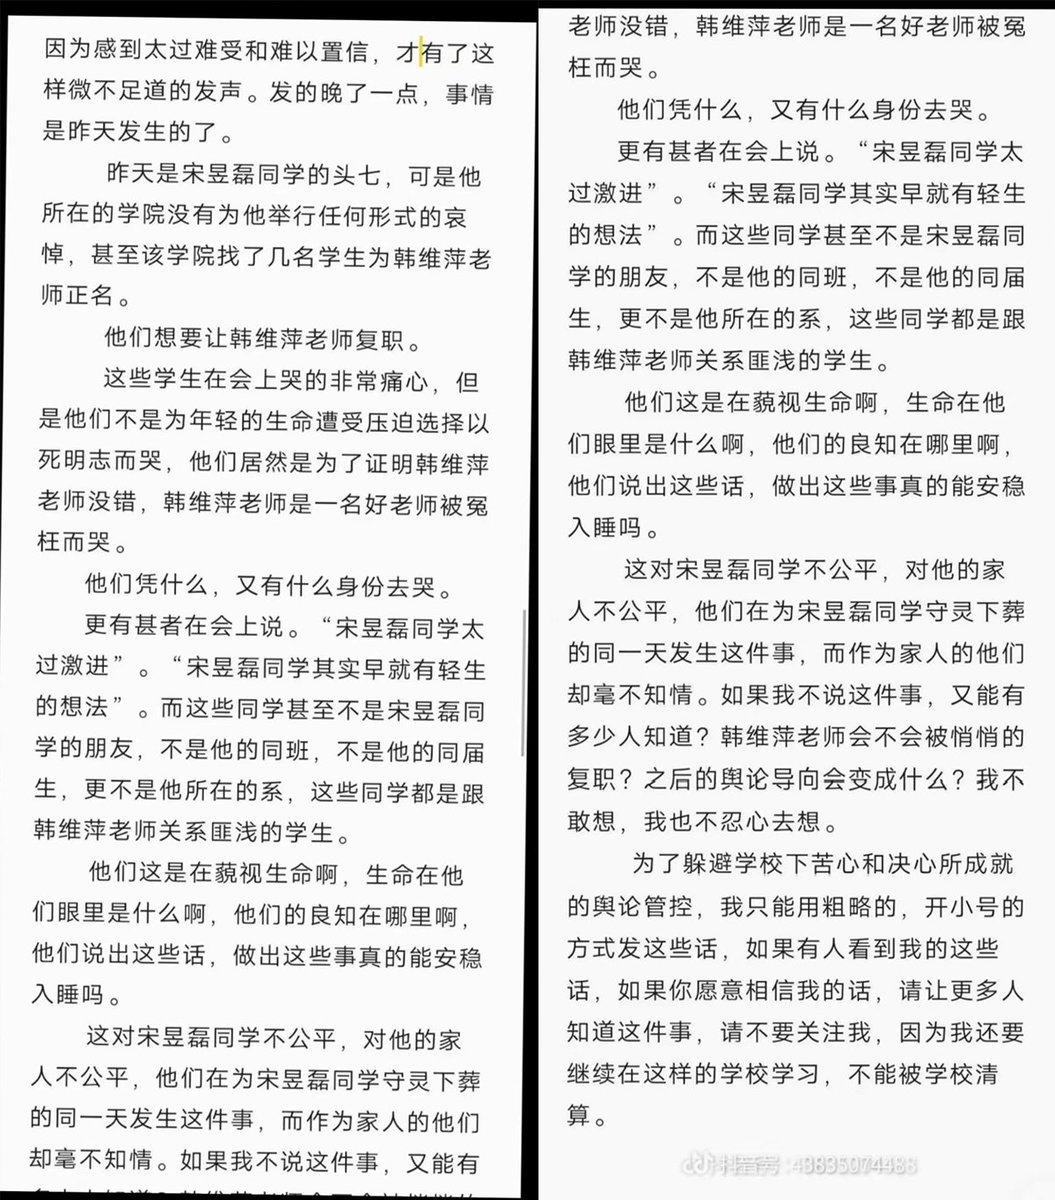 因为感到太过难受和难以置信，才有了这
样微不足道的发声。发的晚了一点，事情
是昨天发生的了。
昨天是宋昱磊同学的头七，可是他
所在的学院没有为他举行任何形式的哀
悼，甚至该学院找了几名学生为韩维萍老
师正名。
他们想要让韩维萍老师复职。
这些学生在会上哭的非常痛心，但
是他们不是为年轻的生命遭受压迫选择以
死明志而哭，他们居然是为了证明韩维萍
老师没错，韩维萍老师是一名好老师被冤
枉而哭。
他们凭什么，又有什么身份去哭。
更有甚者在会上说。“宋昱磊同学太
过激进”。“宋昱磊同学其实早就有轻生
的想法”。而这些同学甚至不是宋昱磊同
学的朋友，不是他的同班，不是他的同届
生，更不是他所在的系，这些同学都是跟
韩维萍老师关系匪浅的学生。
他们这是在藐视生命啊，生命在他
们眼里是什么啊，他们的良知在哪里啊，
他们说出这些话，做出这些事真的能安稳
入睡吗。
这对宋昱磊同学不公平，对他的家
人不公平，他们在为宋昱磊同学守灵下葬
的同一天发生这件事，而作为家人的他们
却毫不知情。如果我不说这件事，又能有
老师没错，韩维萍老师是一名好老师被冤
枉而哭。
他们凭什么，又有什么身份去哭。
更有甚者在会上说。“宋昱磊同学太
过激进”。“宋昱磊同学其实早就有轻生
的想法”。而这些同学甚至不是宋昱磊同
学的朋友，不是他的同班，不是他的同届
生，更不是他所在的系，这些同学都是跟
韩维萍老师关系匪浅的学生。
他们这是在藐视生命啊，生命在他
们眼里是什么啊，他们的良知在哪里啊，
他们说出这些话，做出这些事真的能安稳
入睡吗。
这对宋昱磊同学不公平，对他的家
人不公平，他们在为宋昱磊同学守灵下葬
的同一天发生这件事，而作为家人的他们
却毫不知情。如果我不说这件事，又能有
多少人知道？韩维萍老师会不会被悄悄的
复职？之后的舆论导向会变成什么？我不
敢想，我也不忍心去想。
为了躲避学校下苦心和决心所成就
的舆论管控，我只能用粗略的，开小号的
方式发这些话，如果有人看到我的这些
话，如果你愿意相信我的话，请让更多人
知道这件事，请不要关注我，因为我还要
继续在这样的学校学习，不能被学校清
算。